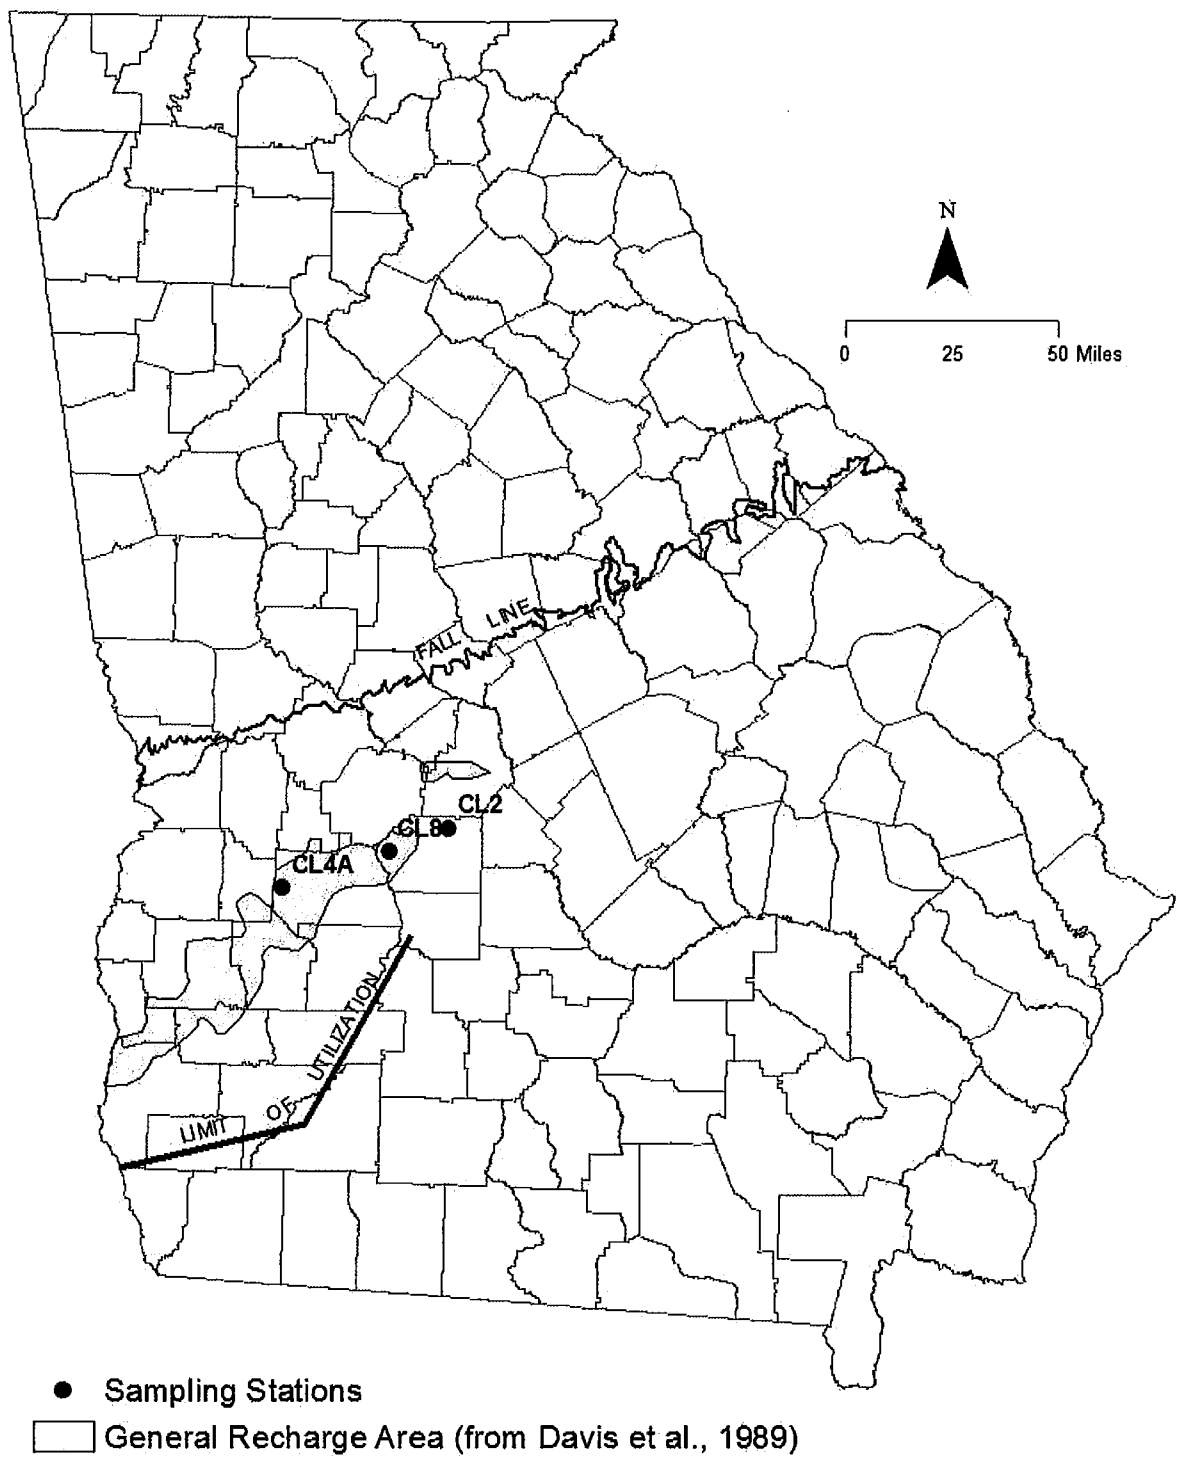 N
0 25 50 Miles
FALL LINE
CL2
CL8
CL4A
LIMIT OF UTILIZATION
Sampling Stations
General Recharge Area (from Davis et al., 1989)